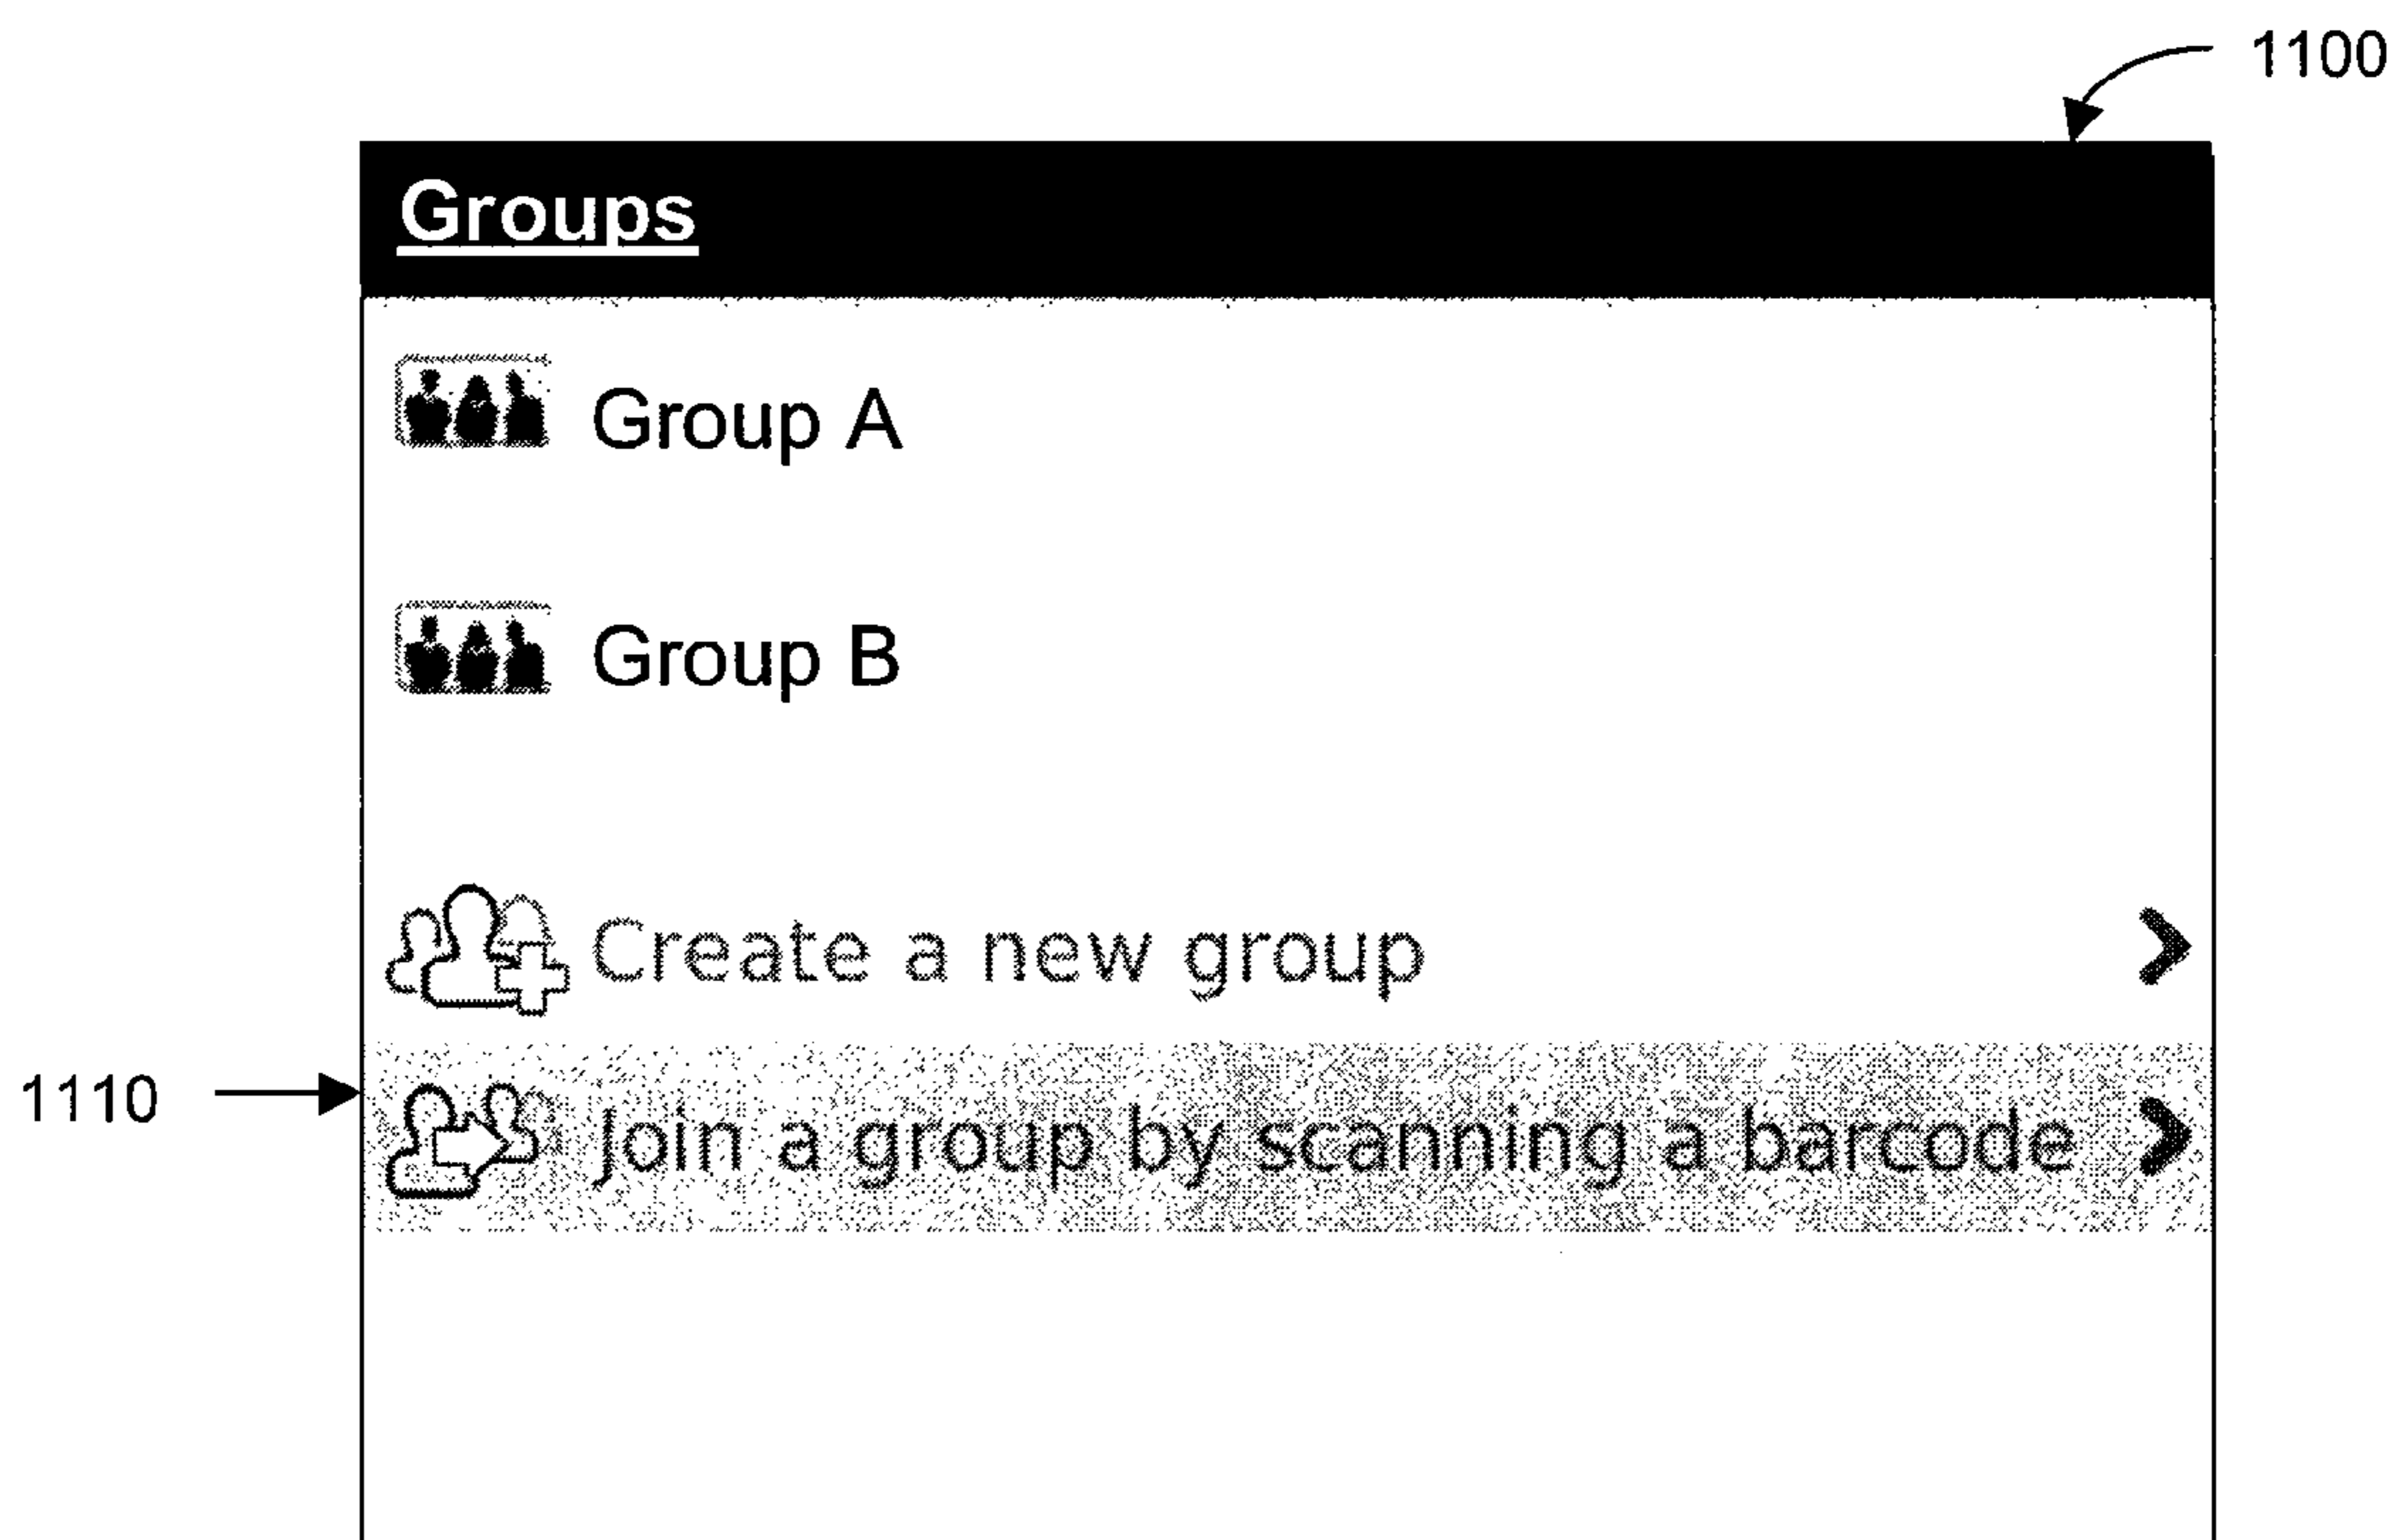 1100
Groups
Group A
Group B
Create a new group
1110
Join a group by scanning a barcode